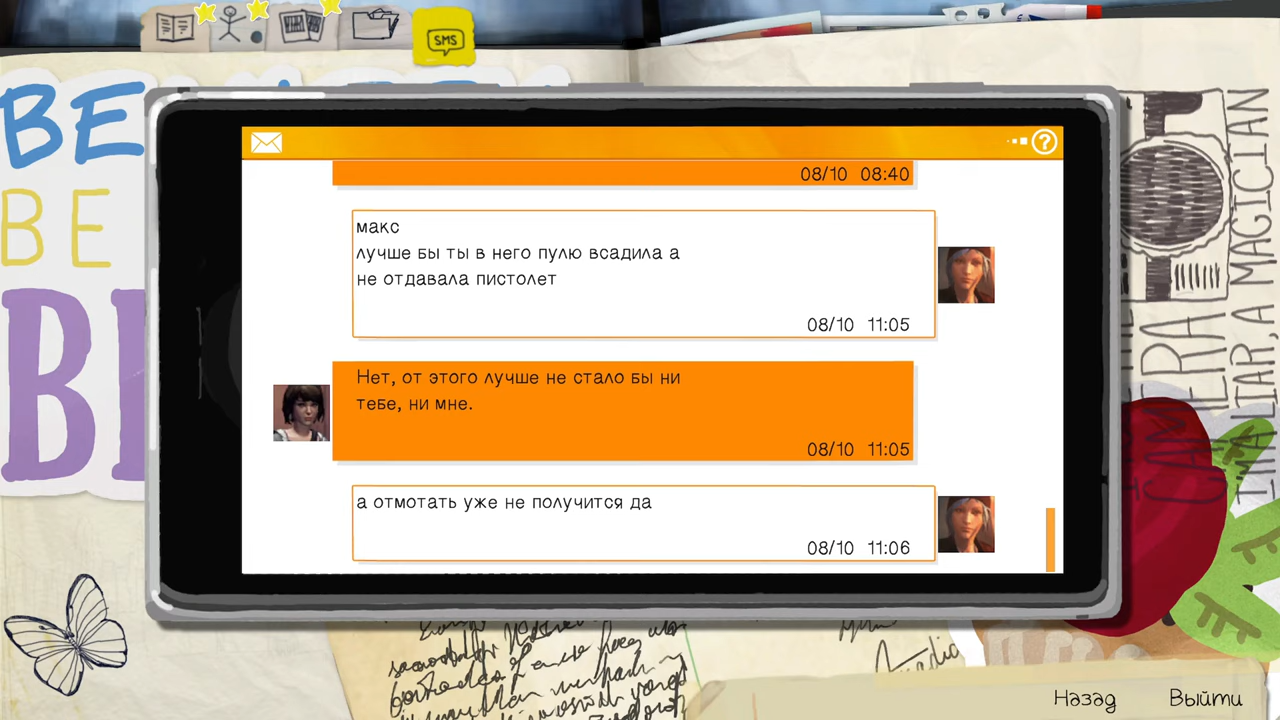 SMS
BE
BE
08/10 08:40
макс
лучше бы ты в него пулю всадила а
не отдавала пистолет
08/10 11:05
Нет, от этого лучше не стало бы ни
тебе, ни мне.
08/10 11:05
а отмотать уже не получится да
08/10 11:06
CAMERA
I'M A LIAR, A MAGICIAN
Назад
Выйти